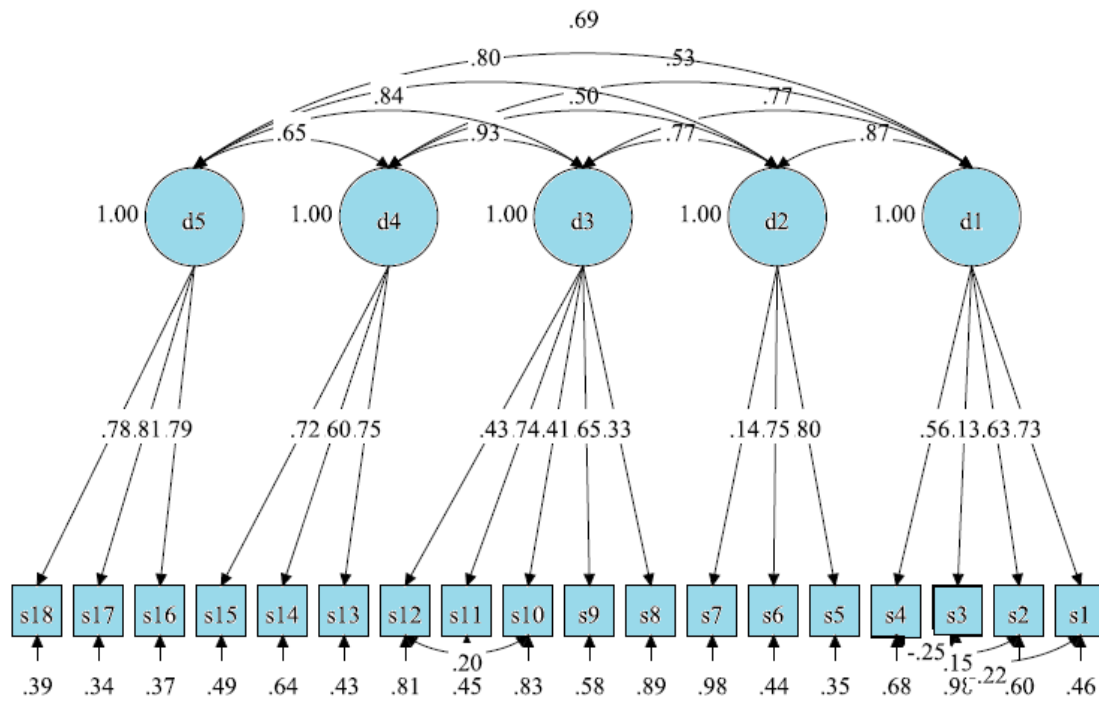 .69
.80 .53
.84 .50 .77
.65 .93 .77 .87
1.00 d5 1.00 d4 1.00 d3 1.00 d2 1.00 d1
.78 .81 .79 .72 .60 .75 .43 .74 .41 .65 .33 .14 .75 .80 .56 .13 .63 .73
s18 s17 s16 s15 s14 s13 s12 s11 s10 s9 s8 s7 s6 s5 s4 s3 s2 s1
.20 -.25 .15 -.22
.39 .34 .37 .49 .64 .43 .81 .45 .83 .58 .89 .98 .44 .35 .68 .60 .46